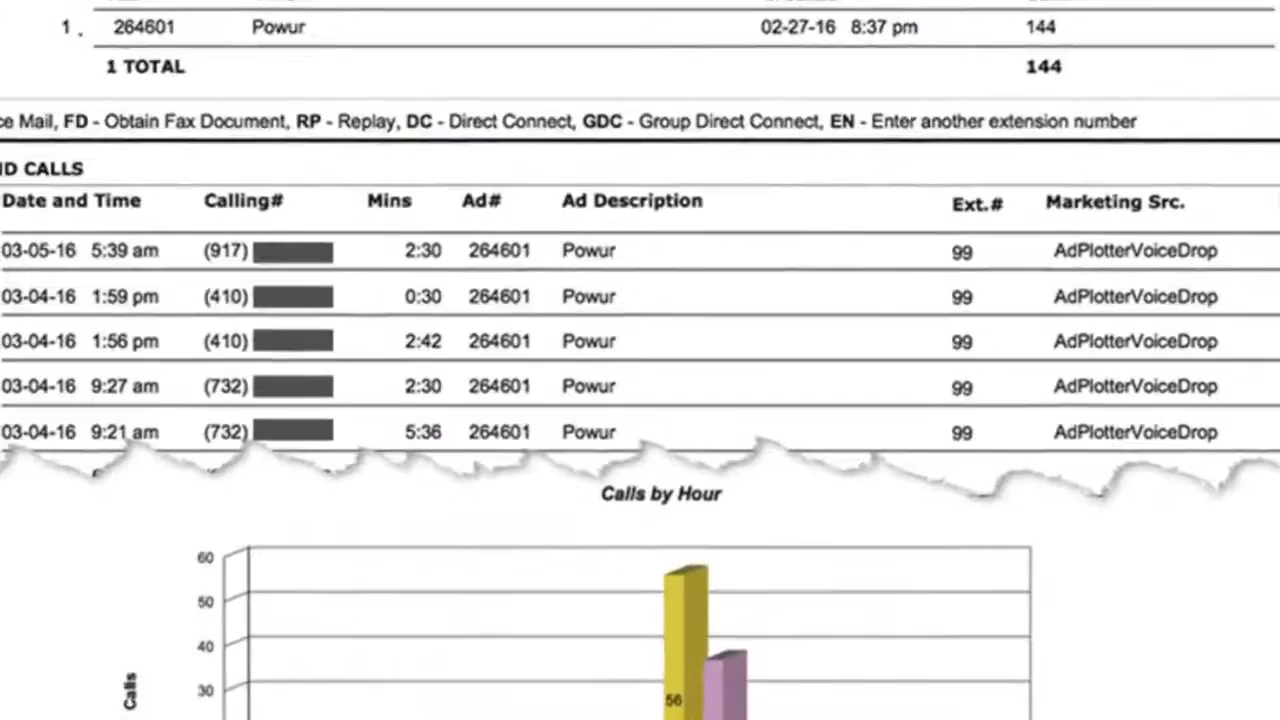 1. 264601 Powur 02-27-16 8:37 pm 144
1 TOTAL 144
ce Mail, FD - Obtain Fax Document, RP - Replay, DC - Direct Connect, GDC - Group Direct Connect, EN - Enter another extension number
ND CALLS
Date and Time Calling# Mins Ad# Ad Description Ext.# Marketing Src.
03-05-16 5:39 am (917) 2:30 264601 Powur 99 AdPlotterVoiceDrop
03-04-16 1:59 pm (410) 0:30 264601 Powur 99 AdPlotterVoiceDrop
03-04-16 1:56 pm (410) 2:42 264601 Powur 99 AdPlotterVoiceDrop
03-04-16 9:27 am (732) 2:30 264601 Powur 99 AdPlotterVoiceDrop
03-04-16 9:21 am (732) 5:36 264601 Powur 99 AdPlotterVoiceDrop
Calls by Hour
60
50
40
30
Calls
56